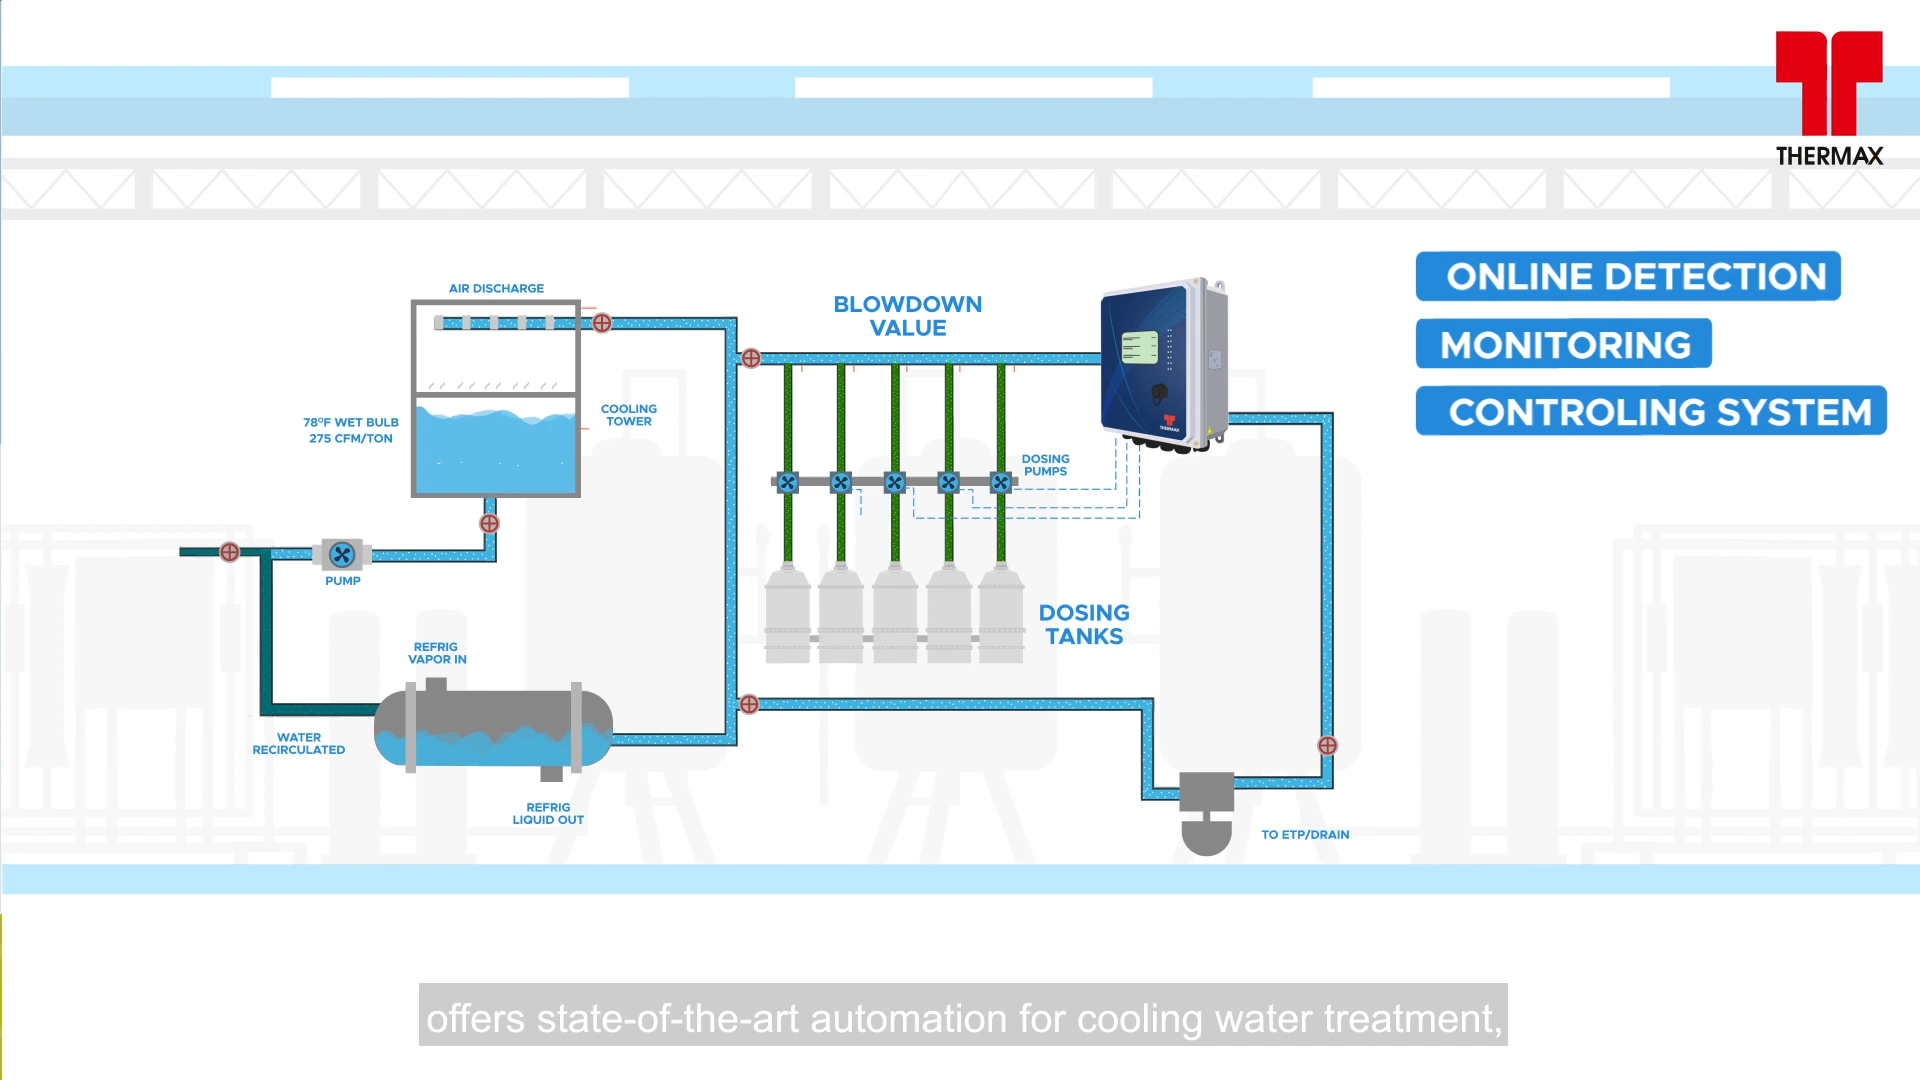 THERMAX
ONLINE DETECTION
MONITORING
CONTROLING SYSTEM
AIR DISCHARGE
BLOWDOWN
VALUE
78ºF WET BULB
275 CFM/TON
COOLING
TOWER
THERMAX
DOSING
PUMPS
PUMP
DOSING
TANKS
REFRIG
VAPOR IN
WATER
RECIRCULATED
REFRIG
LIQUID OUT
TO ETP/DRAIN
offers state-of-the-art automation for cooling water treatment,